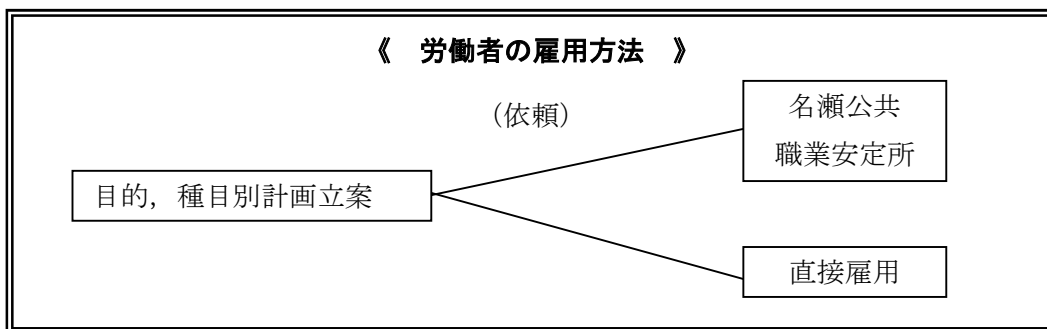 《　労働者の雇用方法　》
（依頼）
名瀬公共
職業安定所
目的，種目別計画立案
直接雇用